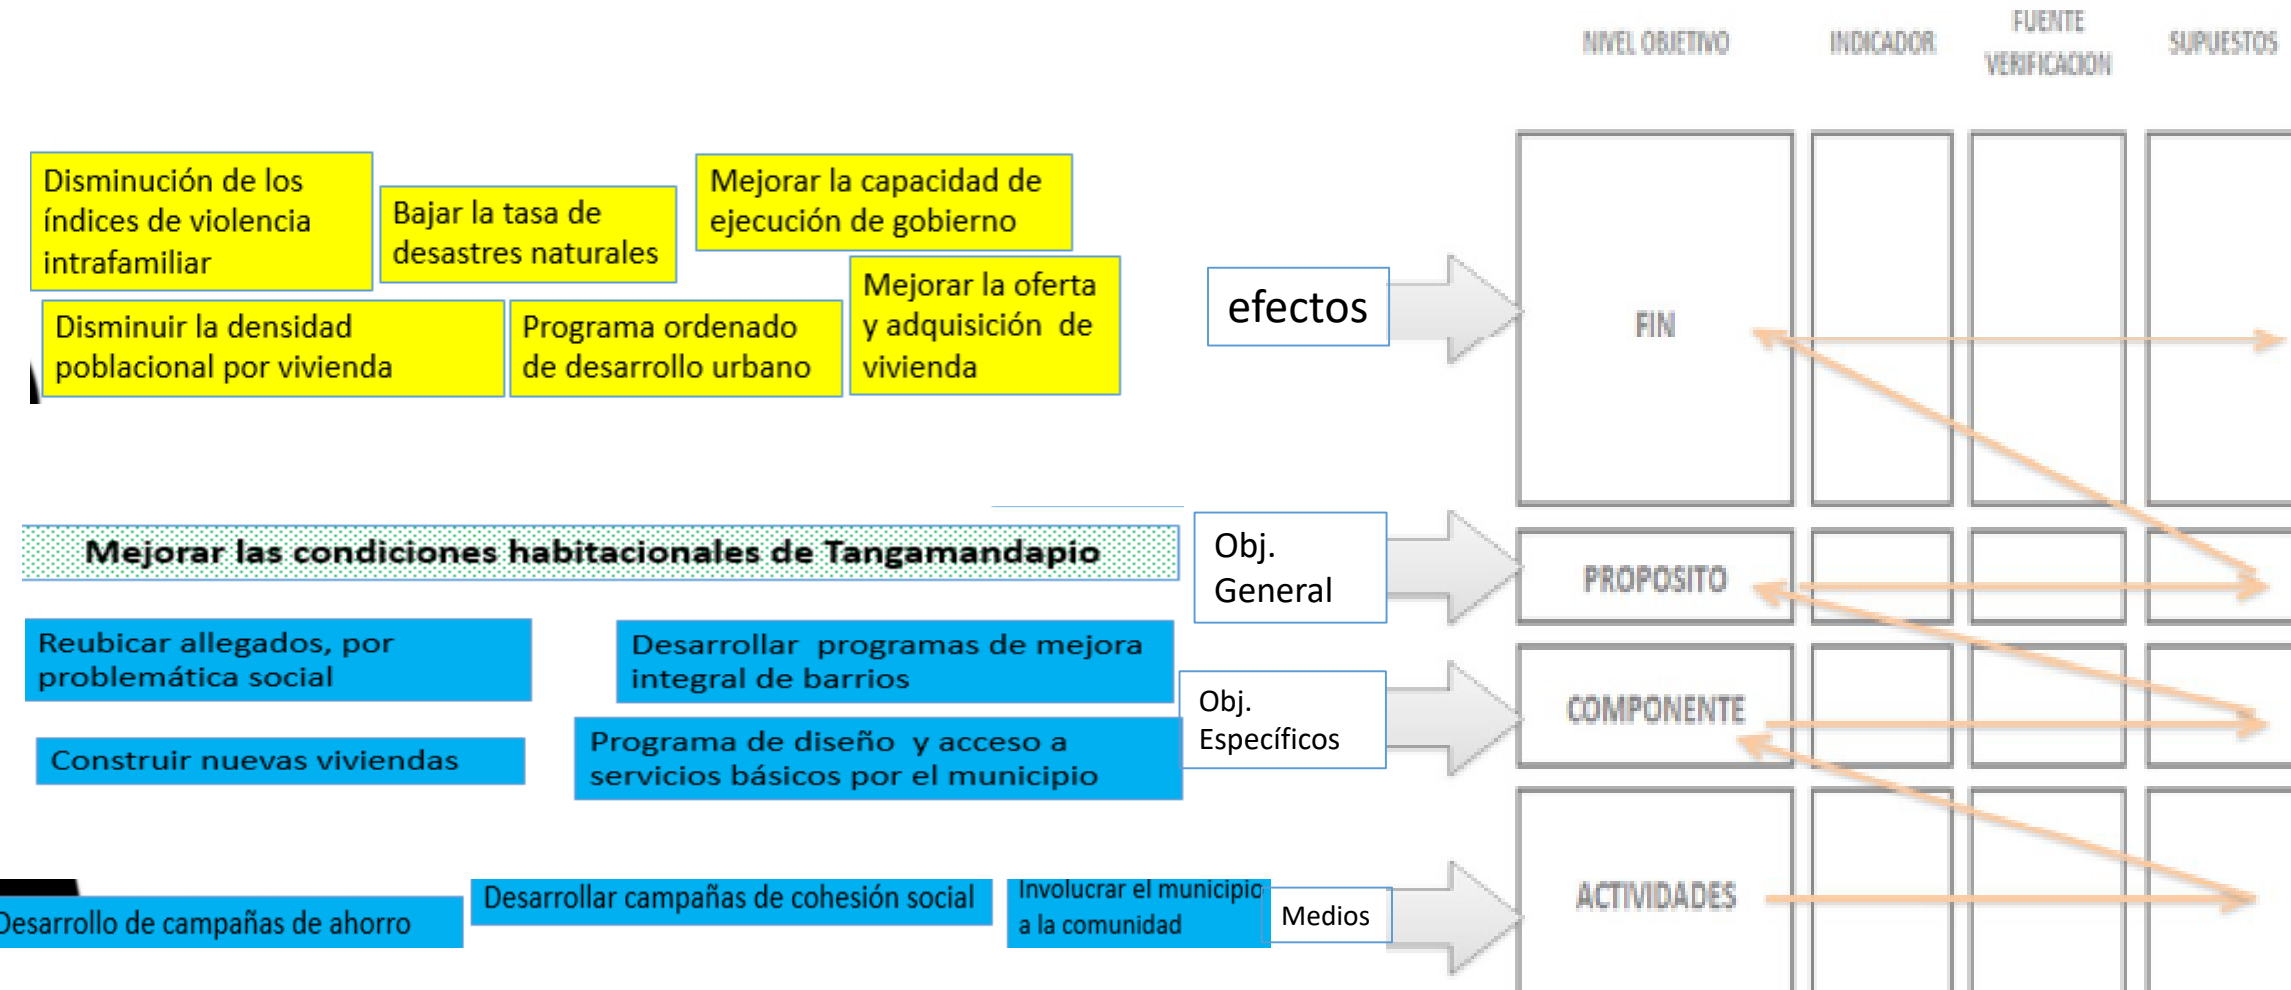 NIVEL OBJETIVO
INDICADOR
FUENTE
VERIFICACION
SUPUESTOS
Disminución de los
índices de violencia
intrafamiliar
Bajar la tasa de
desastres naturales
Mejorar la capacidad de
ejecución de gobierno
Disminuir la densidad
poblacional por vivienda
Programa ordenado
de desarrollo urbano
Mejorar la oferta
y adquisición de
vivienda
efectos
FIN
Mejorar las condiciones habitacionales de Tangamandapio
Obj.
General
PROPOSITO
Reubicar allegados, por
problemática social
Desarrollar programas de mejora
integral de barrios
Construir nuevas viviendas
Programa de diseño y acceso a
servicios básicos por el municipio
Obj.
Específicos
COMPONENTE
Desarrollo de campañas de ahorro
Desarrollar campañas de cohesión social
Involucrar el municipio
a la comunidad
Medios
ACTIVIDADES